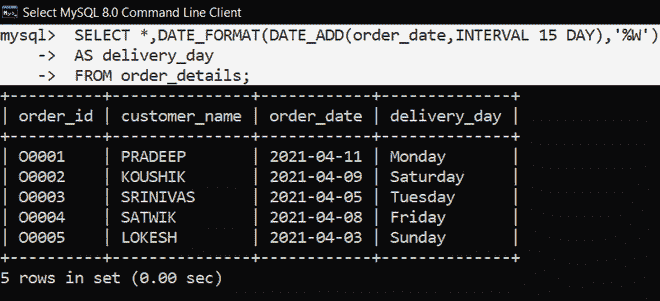 Select MySQL 8.0 Command Line Client
mysql>  SELECT *,DATE_FORMAT(DATE_ADD(order_date,INTERVAL 15 DAY),'%W')
    ->  AS delivery_day
    ->  FROM order_details;
+----------+---------------+------------+--------------+
| order_id | customer_name | order_date | delivery_day |
+----------+---------------+------------+--------------+
| O0001    | PRADEEP       | 2021-04-11 | Monday       |
| O0002    | KOUSHIK       | 2021-04-09 | Saturday     |
| O0003    | SRINIVAS      | 2021-04-05 | Tuesday      |
| O0004    | SATWIK        | 2021-04-08 | Friday       |
| O0005    | LOKESH        | 2021-04-03 | Sunday       |
+----------+---------------+------------+--------------+
5 rows in set (0.00 sec)